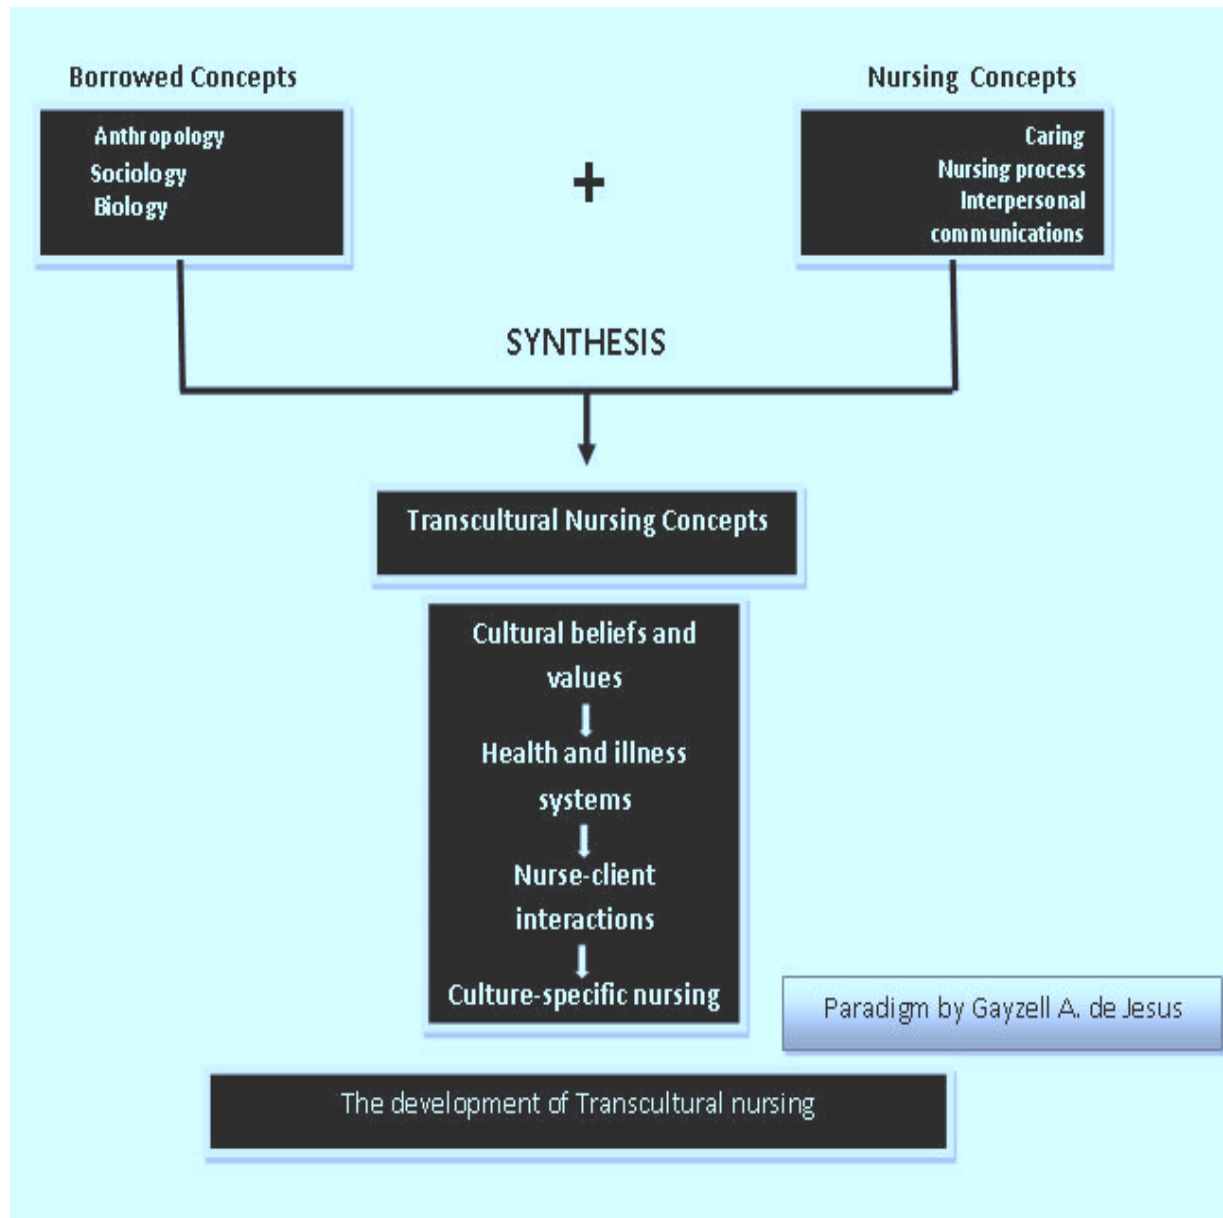 Borrowed Concepts
Anthropology
Sociology
Biology
+
Nursing Concepts
Caring
Nursing process
Interpersonal
communications
SYNTHESIS
Transcultural Nursing Concepts
Cultural beliefs and
values
Health and illness
systems
Nurse-client
interactions
Culture-specific nursing
Paradigm by Gayzell A. de Jesus
The development of Transcultural nursing